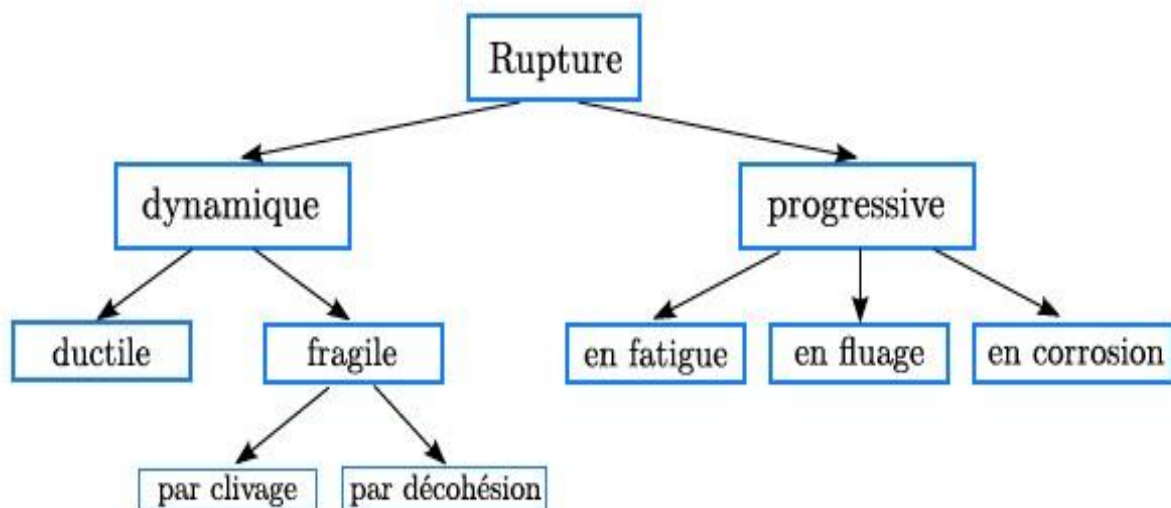 Rupture
dynamique
progressive
ductile
fragile
en fatigue
en fluage
en corrosion
par clivage
par décohésion